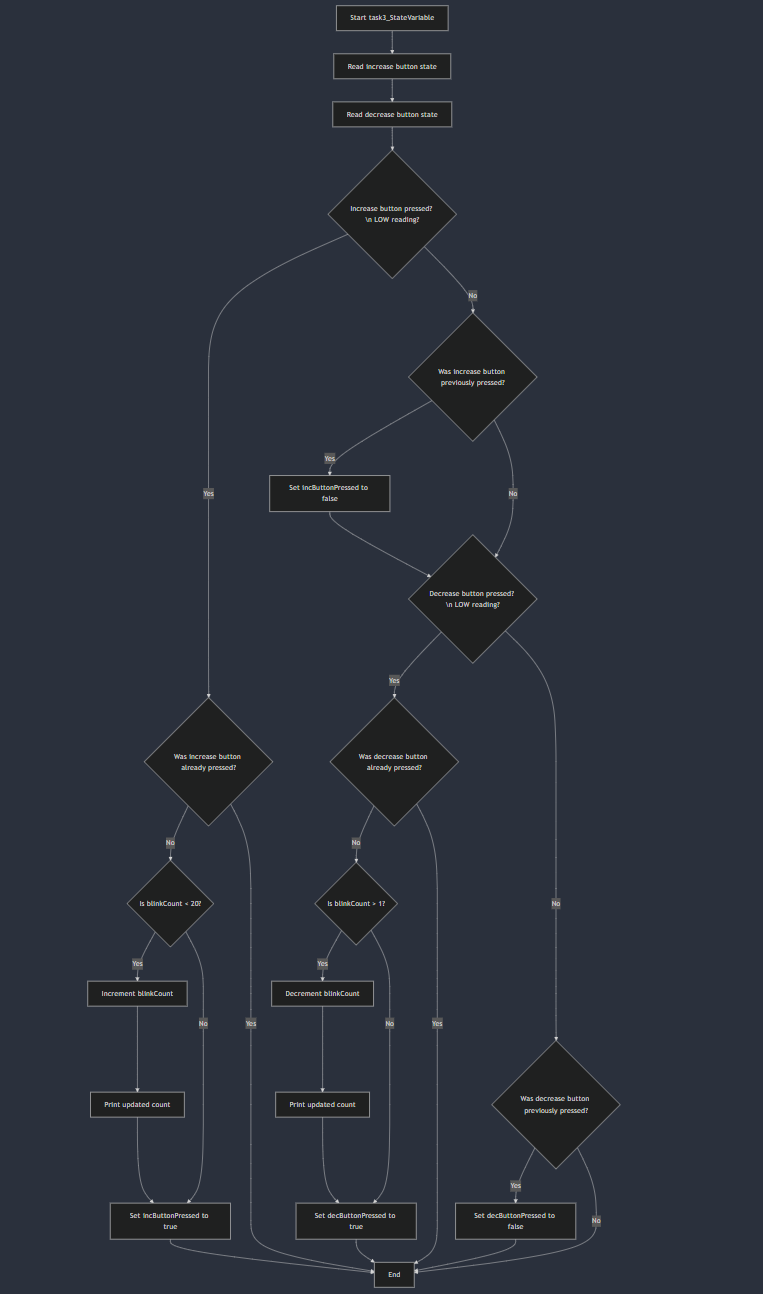 Start task3_StateVariable
Read increase button state
Read decrease button state
Increase button pressed?
\n LOW reading?
No
Was increase button
previously pressed?
Yes
Set incButtonPressed to
false
Yes
No
Decrease button pressed?
\n LOW reading?
Yes
Was increase button
already pressed?
Was decrease button
already pressed?
No
No
Is blinkCount < 20?
Is blinkCount > 1?
No
Yes
Yes
Increment blinkCount
Decrement blinkCount
No
Yes
No
Yes
Print updated count
Print updated count
Was decrease button
previously pressed?
Yes
Set incButtonPressed to
true
Set decButtonPressed to
true
Set decButtonPressed to
false
No
End